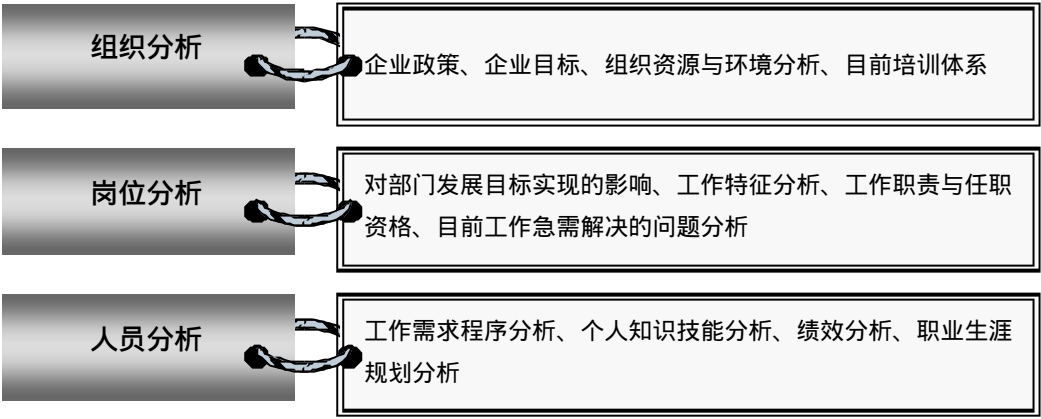 组织分析
企业政策、企业目标、组织资源与环境分析、目前培训体系
岗位分析
对部门发展目标实现的影响、工作特征分析、工作职责与任职
资格、目前工作急需解决的问题分析
人员分析
工作需求程序分析、个人知识技能分析、绩效分析、职业生涯
规划分析